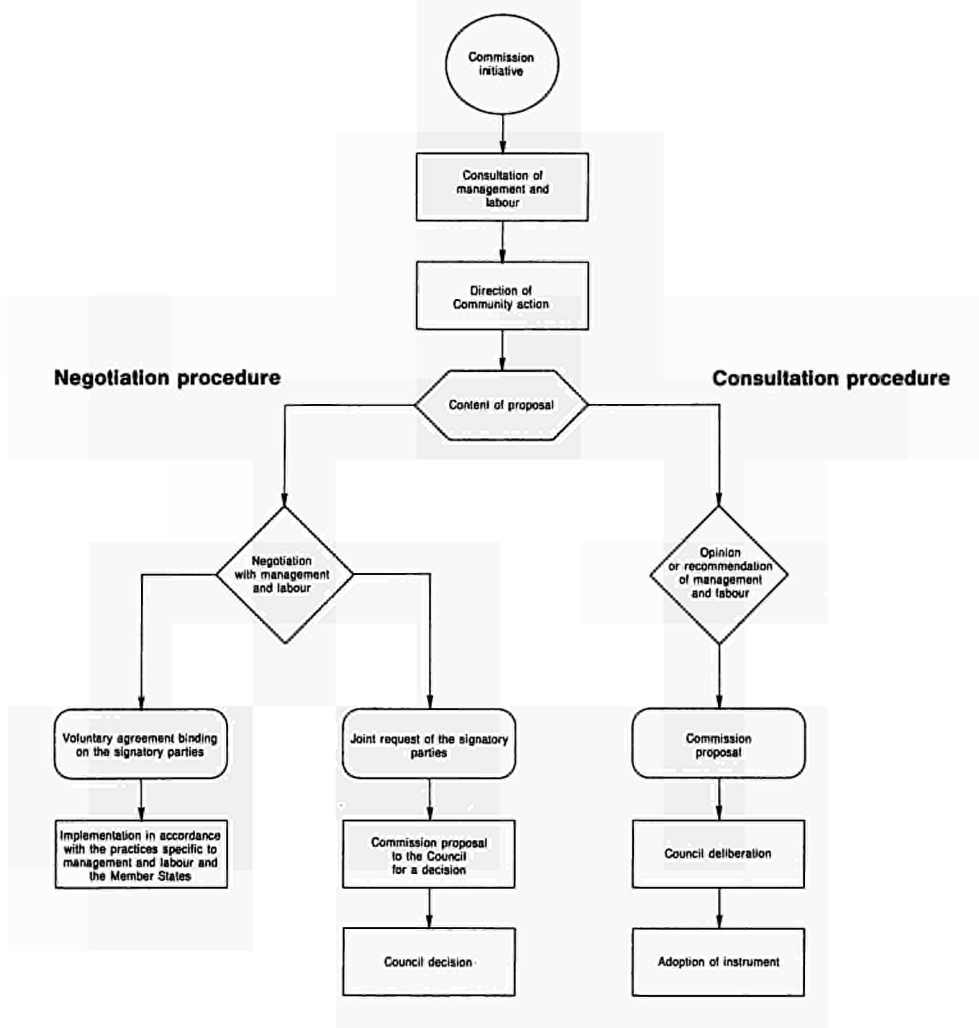 Commission
initiative
Consultation of
management and
labour
Direction of
Community action
Negotiation procedure
Consultation procedure
Content of proposal
Negotiation
with management
and labour
Opinion
or recommendation
of management
and labour
Voluntary agreement binding
on the signatory parties
Joint request of the signatory
parties
Commission
proposal
Implementation in accordance
with the practices specific to
management and labour and
the Member States
Commission proposal
to the Council
for a decision
Council deliberation
Council decision
Adoption of instrument